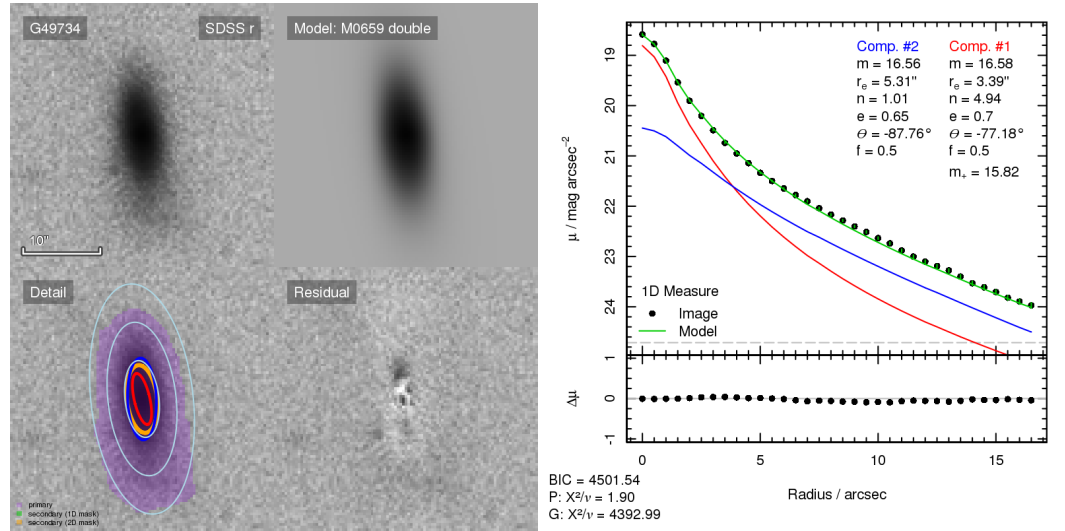 G49734
SDSS r
Model: M0659 double
10"
Detail
Residual
primary
secondary (1D mask)
secondary (2D mask)
μ / mag arcsec⁻²
19
20
21
22
23
24
Comp. #2
m = 16.56
rₑ = 5.31"
n = 1.01
e = 0.65
Θ = -87.76°
f = 0.5
Comp. #1
m = 16.58
rₑ = 3.39"
n = 4.94
e = 0.7
Θ = -77.18°
f = 0.5
m₊ = 15.82
1D Measure
Image
Model
Δμ
1
0
-1
0
5
10
15
Radius / arcsec
BIC = 4501.54
P: X²/ν = 1.90
G: X²/ν = 4392.99